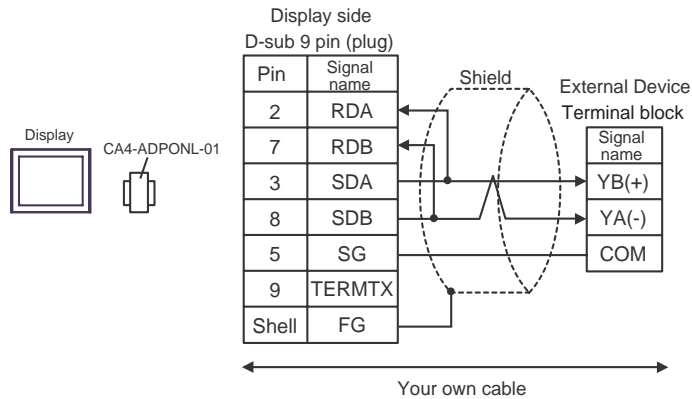 Display side
D-sub 9 pin (plug)
Pin Signal name
Shield
External Device
Terminal block
2 RDA
Signal name
Display
CA4-ADPONL-01
7 RDB
3 SDA YB(+)
8 SDB YA(-)
5 SG COM
9 TERMTX
Shell FG
Your own cable